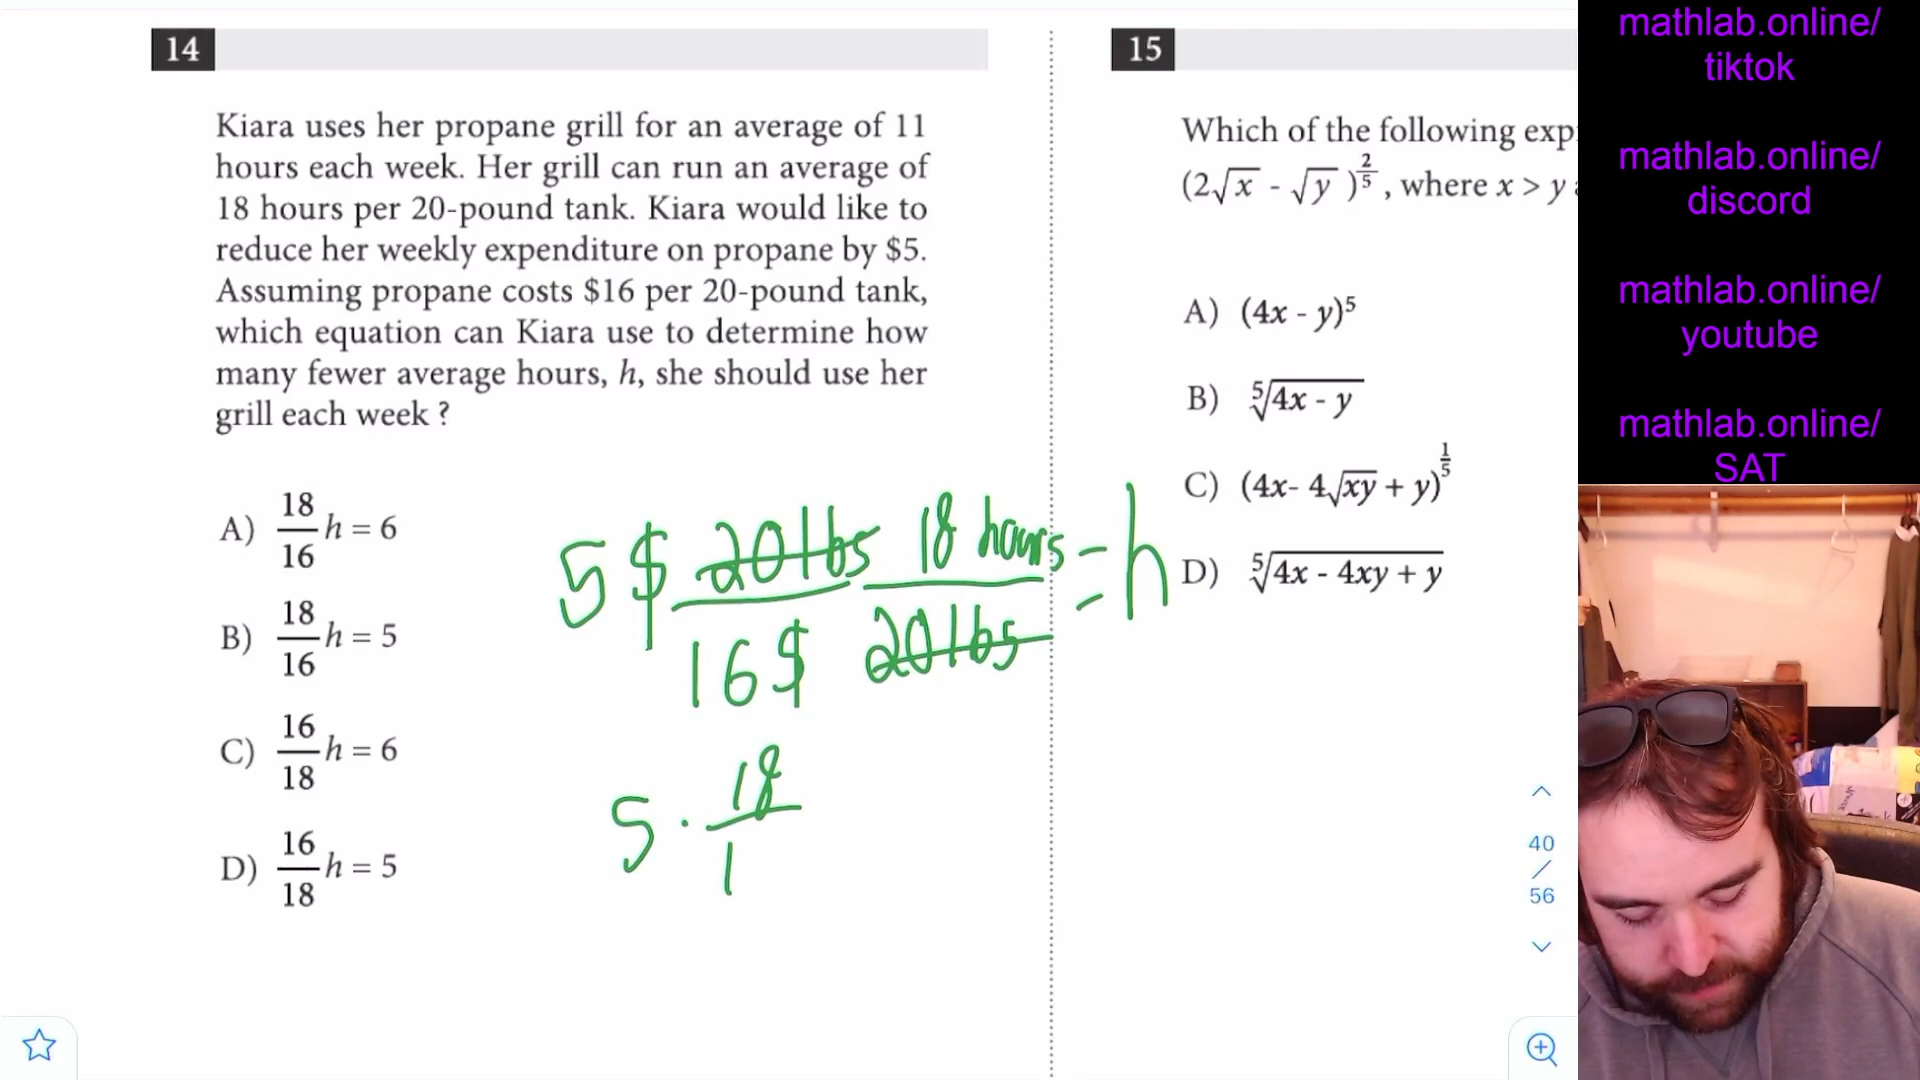 14
Kiara uses her propane grill for an average of 11
hours each week. Her grill can run an average of
18 hours per 20-pound tank. Kiara would like to
reduce her weekly expenditure on propane by $5.
Assuming propane costs $16 per 20-pound tank,
which equation can Kiara use to determine how
many fewer average hours, h, she should use her
grill each week ?
A) 18/16 h = 6
B) 18/16 h = 5
C) 16/18 h = 6
D) 16/18 h = 5
5 $ 20 lbs 18 hours = h
16 $ 20 lbs
5 · 18
1
15
Which of the following exp
(2√x - √y )^2/5 , where x > y
A) (4x - y)^5
B) ⁵√4x - y
C) (4x- 4√xy + y)^1/5
D) ⁵√4x - 4xy + y
40
/
56
mathlab.online/
tiktok
mathlab.online/
discord
mathlab.online/
youtube
mathlab.online/
SAT